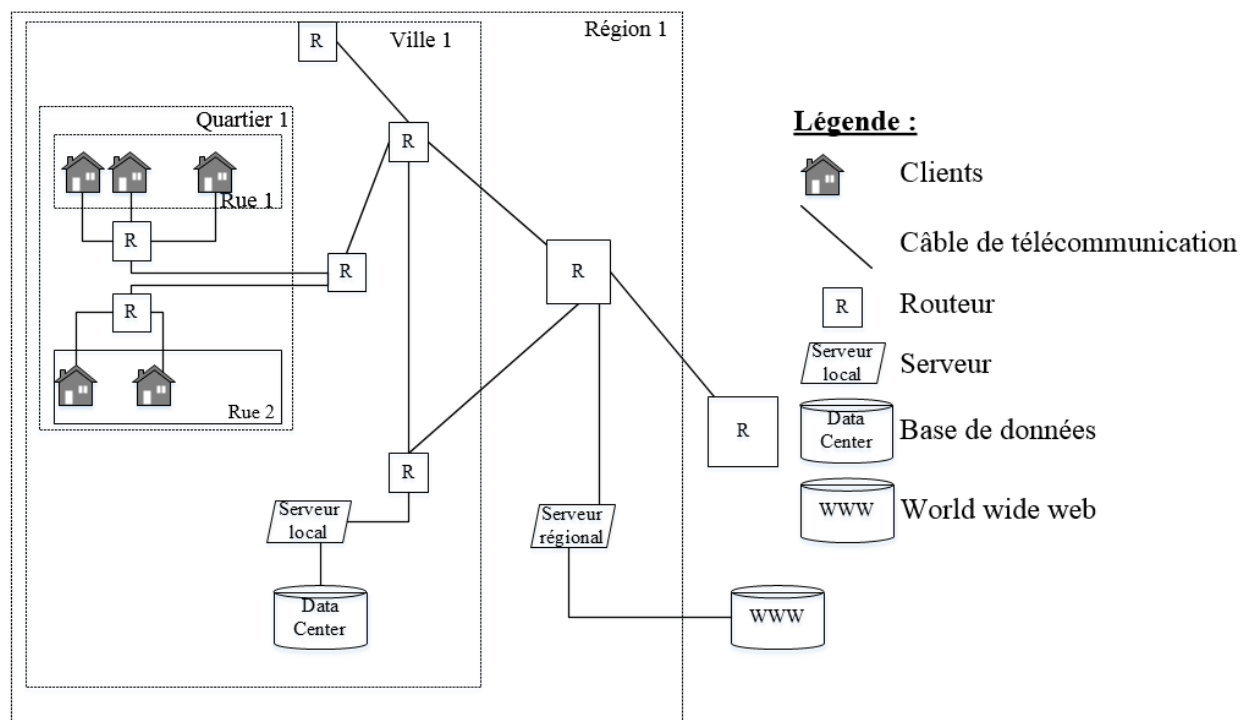 R
Ville 1
Région 1
Quartier 1
R
Rue 1
R
R
R
R
Rue 2
R
R
Serveur
local
Serveur
régional
Data
Center
WWW
Légende :
Clients
Câble de télécommunication
R
Routeur
Serveur
local
Serveur
Data
Center
Base de données
WWW
World wide web